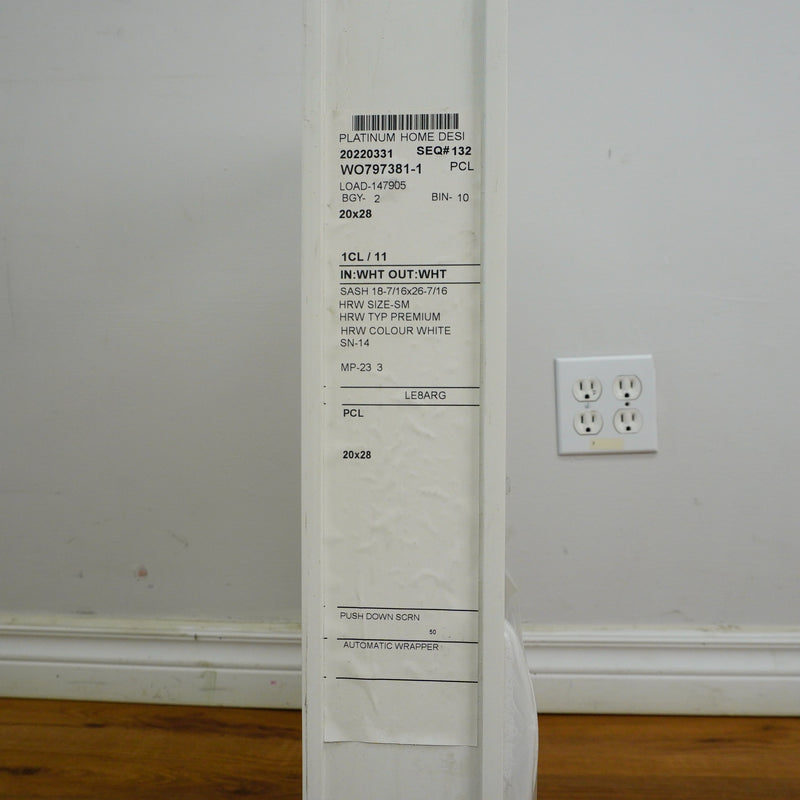 PLATINUM HOME DESI
20220331 SEQ# 132
WO797381-1 PCL
LOAD-147905
BGY- 2 BIN- 10
20x28
1CL / 11
IN:WHT OUT:WHT
SASH 18-7/16x26-7/16
HRW SIZE-SM
HRW TYP PREMIUM
HRW COLOUR WHITE
SN-14
MP-23 3
LE8ARG
PCL
20x28
PUSH DOWN SCRN
50
AUTOMATIC WRAPPER